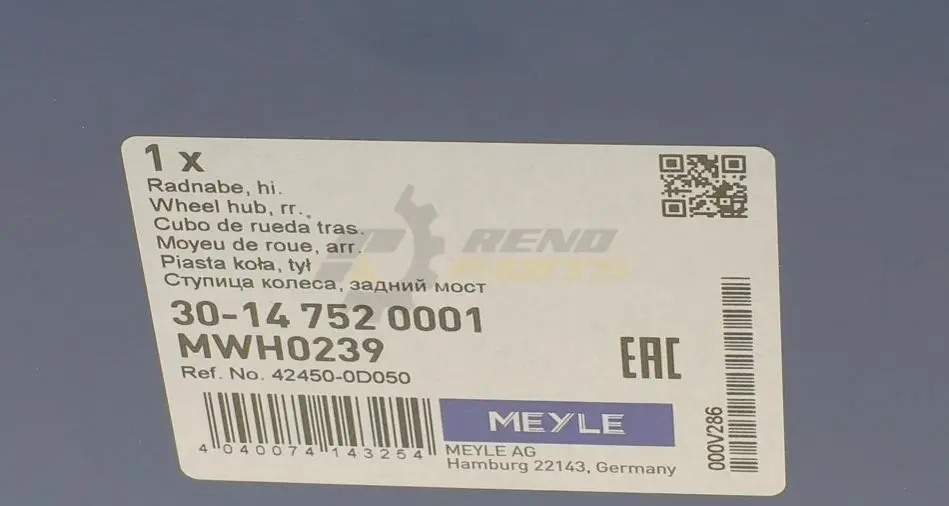 1 x
Radnabe, hi.
Wheel hub, rr.
Cubo de rueda tras.
Moyeu de roue, arr.
Piasta koła, tył
Ступица колеса, задний мост
RENO
PARTS
30-14 752 0001
MWH0239
Ref. No. 42450-0D050
EAC
4 040074 143254
MEYLE
MEYLE AG
Hamburg 22143, Germany
000V286